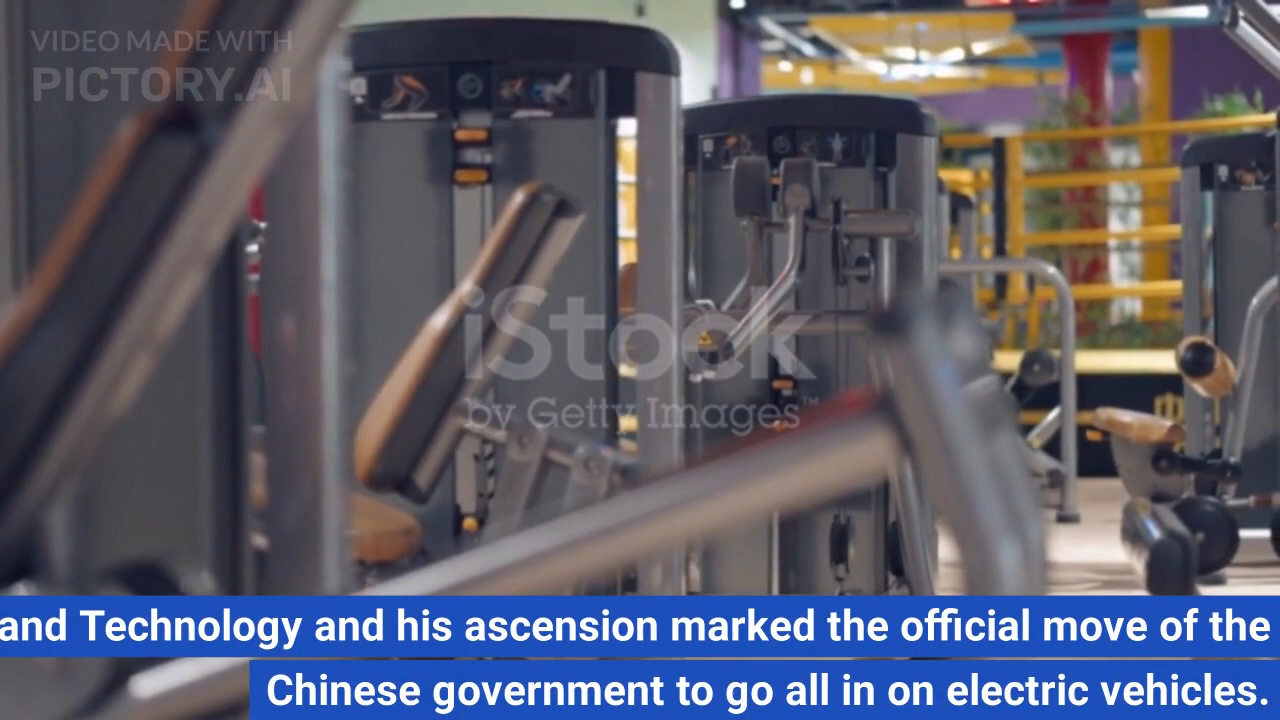 VIDEO MADE WITH
PICTORY.AI
iStock
by Getty Images™
and Technology and his ascension marked the official move of the
Chinese government to go all in on electric vehicles.